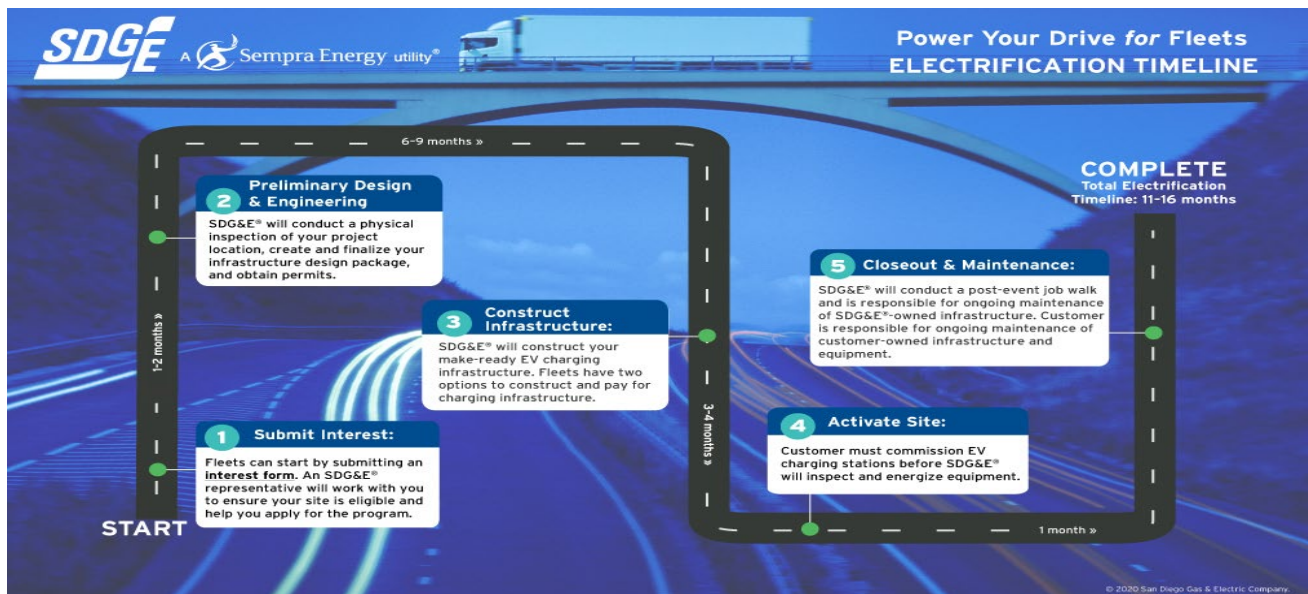 SDGE A Sempra Energy utility®
Power Your Drive for Fleets
ELECTRIFICATION TIMELINE
START
1-2 months »
1 Submit Interest:
Fleets can start by submitting an
interest form. An SDG&E®
representative will work with you
to ensure your site is eligible and
help you apply for the program.
2 Preliminary Design
& Engineering
SDG&E® will conduct a physical
inspection of your project
location, create and finalize your
infrastructure design package,
and obtain permits.
6-9 months »
3 Construct
Infrastructure:
SDG&E® will construct your
make-ready EV charging
infrastructure. Fleets have two
options to construct and pay for
charging infrastructure.
3-4 months »
4 Activate Site:
Customer must commission EV
charging stations before SDG&E®
will inspect and energize equipment.
1 month »
5 Closeout & Maintenance:
SDG&E® will conduct a post-event job walk
and is responsible for ongoing maintenance
of SDG&E®-owned infrastructure. Customer
is responsible for ongoing maintenance of
customer-owned infrastructure and
equipment.
COMPLETE
Total Electrification
Timeline: 11-16 months
© 2020 San Diego Gas & Electric Company.